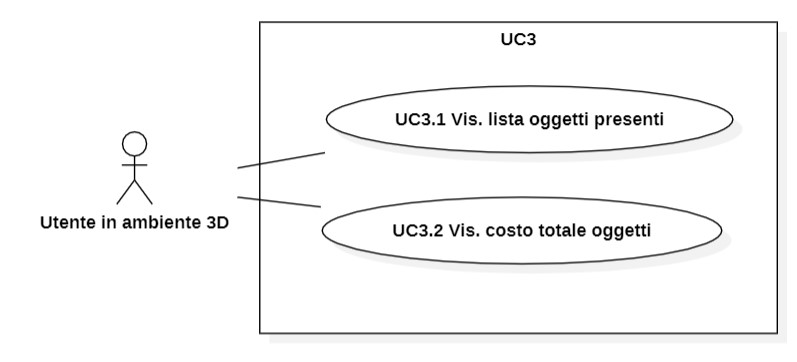 UC3
UC3.1 Vis. lista oggetti presenti
Utente in ambiente 3D
UC3.2 Vis. costo totale oggetti